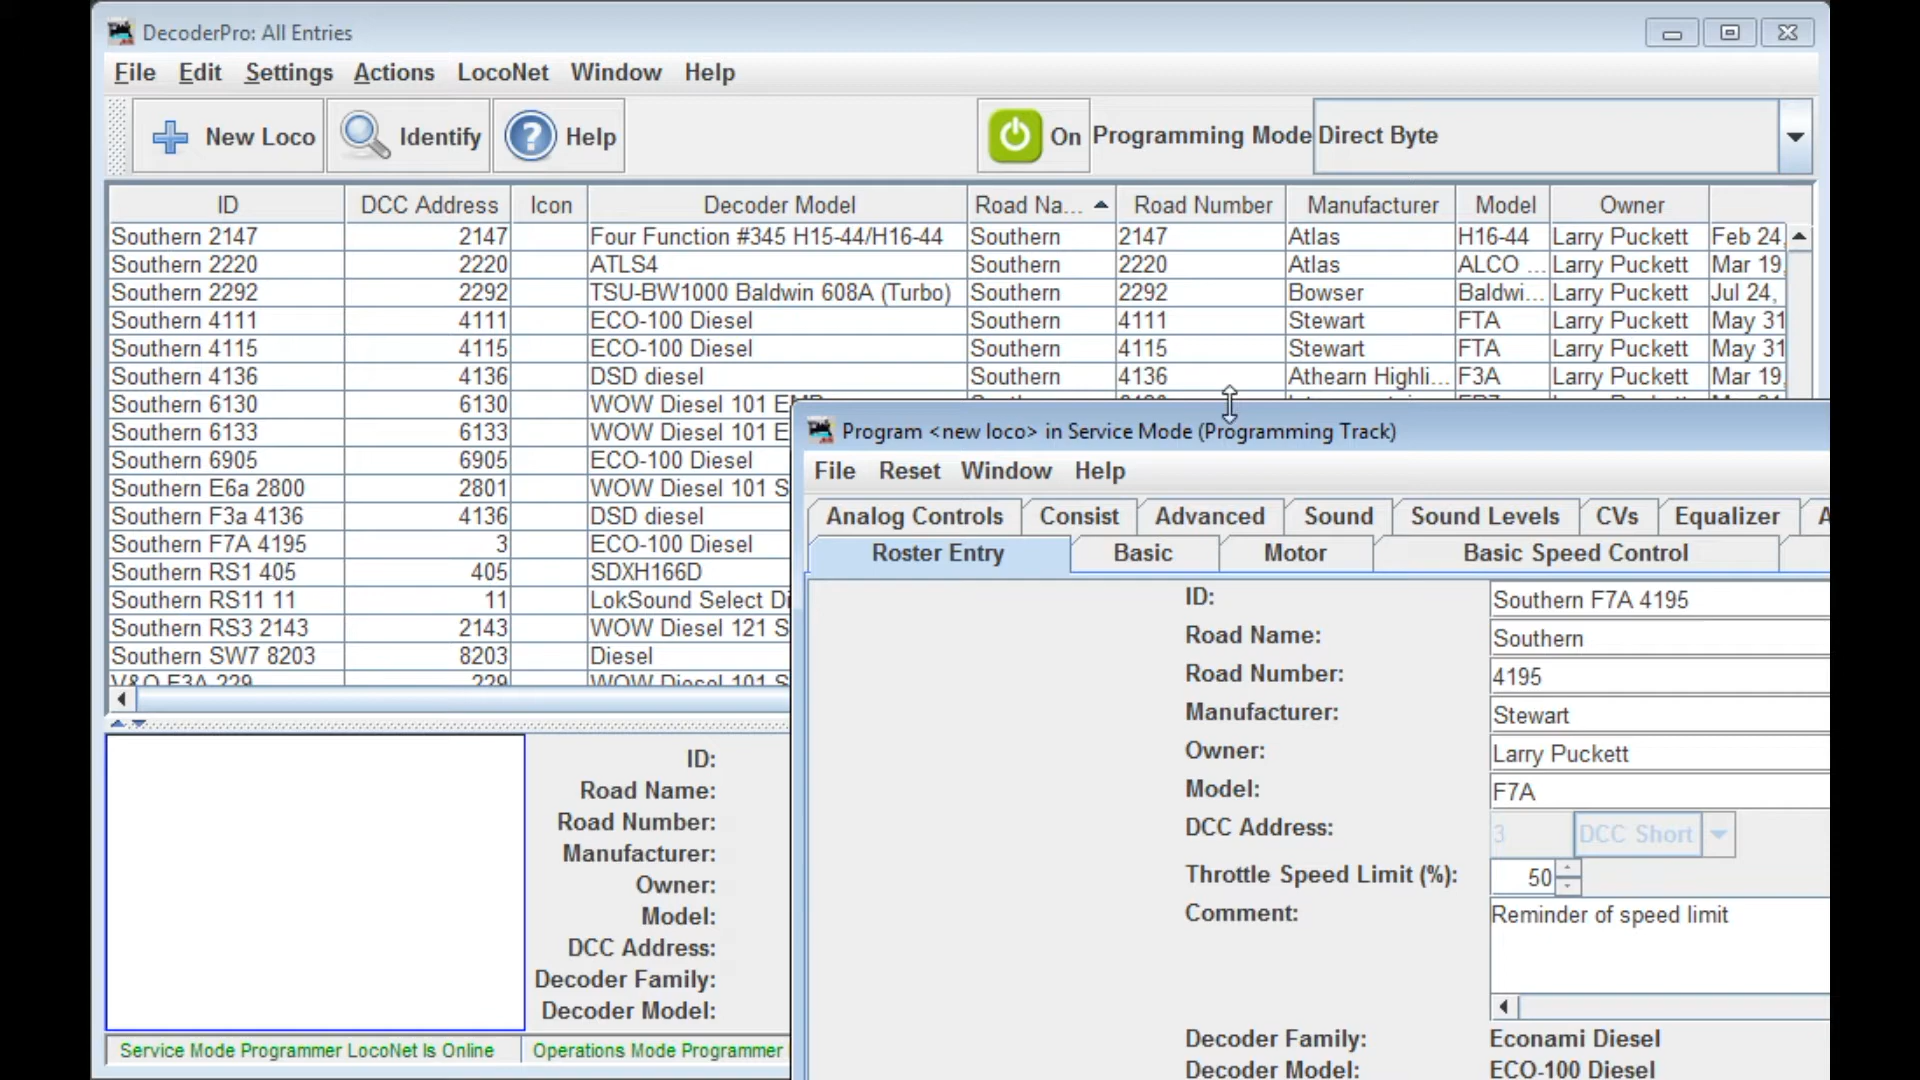 DecoderPro: All Entries
File Edit Settings Actions LocoNet Window Help
New Loco Identify Help On Programming Mode Direct Byte
ID DCC Address Icon Decoder Model Road Na... Road Number Manufacturer Model Owner
Southern 2147 2147 Four Function #345 H15-44/H16-44 Southern 2147 Atlas H16-44 Larry Puckett Feb 24,
Southern 2220 2220 ATLS4 Southern 2220 Atlas ALCO ... Larry Puckett Mar 19,
Southern 2292 2292 TSU-BW1000 Baldwin 608A (Turbo) Southern 2292 Bowser Baldwi... Larry Puckett Jul 24,
Southern 4111 4111 ECO-100 Diesel Southern 4111 Stewart FTA Larry Puckett May 31
Southern 4115 4115 ECO-100 Diesel Southern 4115 Stewart FTA Larry Puckett May 31
Southern 4136 4136 DSD diesel Southern 4136 Athearn Highli... F3A Larry Puckett Mar 19,
Southern 6130 6130 WOW Diesel 101
Southern 6133 6133 WOW Diesel 101 E
Southern 6905 6905 ECO-100 Diesel
Southern E6a 2800 2801 WOW Diesel 101 S
Southern F3a 4136 4136 DSD diesel
Southern F7A 4195 3 ECO-100 Diesel
Southern RS1 405 405 SDXH166D
Southern RS11 11 11 LokSound Select Di
Southern RS3 2143 2143 WOW Diesel 121 S
Southern SW7 8203 8203 Diesel
V&O F3A 229 229 WOW Diesel 101 S
ID:
Road Name:
Road Number:
Manufacturer:
Owner:
Model:
DCC Address:
Decoder Family:
Decoder Model:
Service Mode Programmer LocoNet Is Online Operations Mode Programmer
Program <new loco> in Service Mode (Programming Track)
File Reset Window Help
Analog Controls Consist Advanced Sound Sound Levels CVs Equalizer A
Roster Entry Basic Motor Basic Speed Control
ID: Southern F7A 4195
Road Name: Southern
Road Number: 4195
Manufacturer: Stewart
Owner: Larry Puckett
Model: F7A
DCC Address: 3 DCC Short
Throttle Speed Limit (%): 50
Comment: Reminder of speed limit
Decoder Family: Econami Diesel
Decoder Model: ECO-100 Diesel